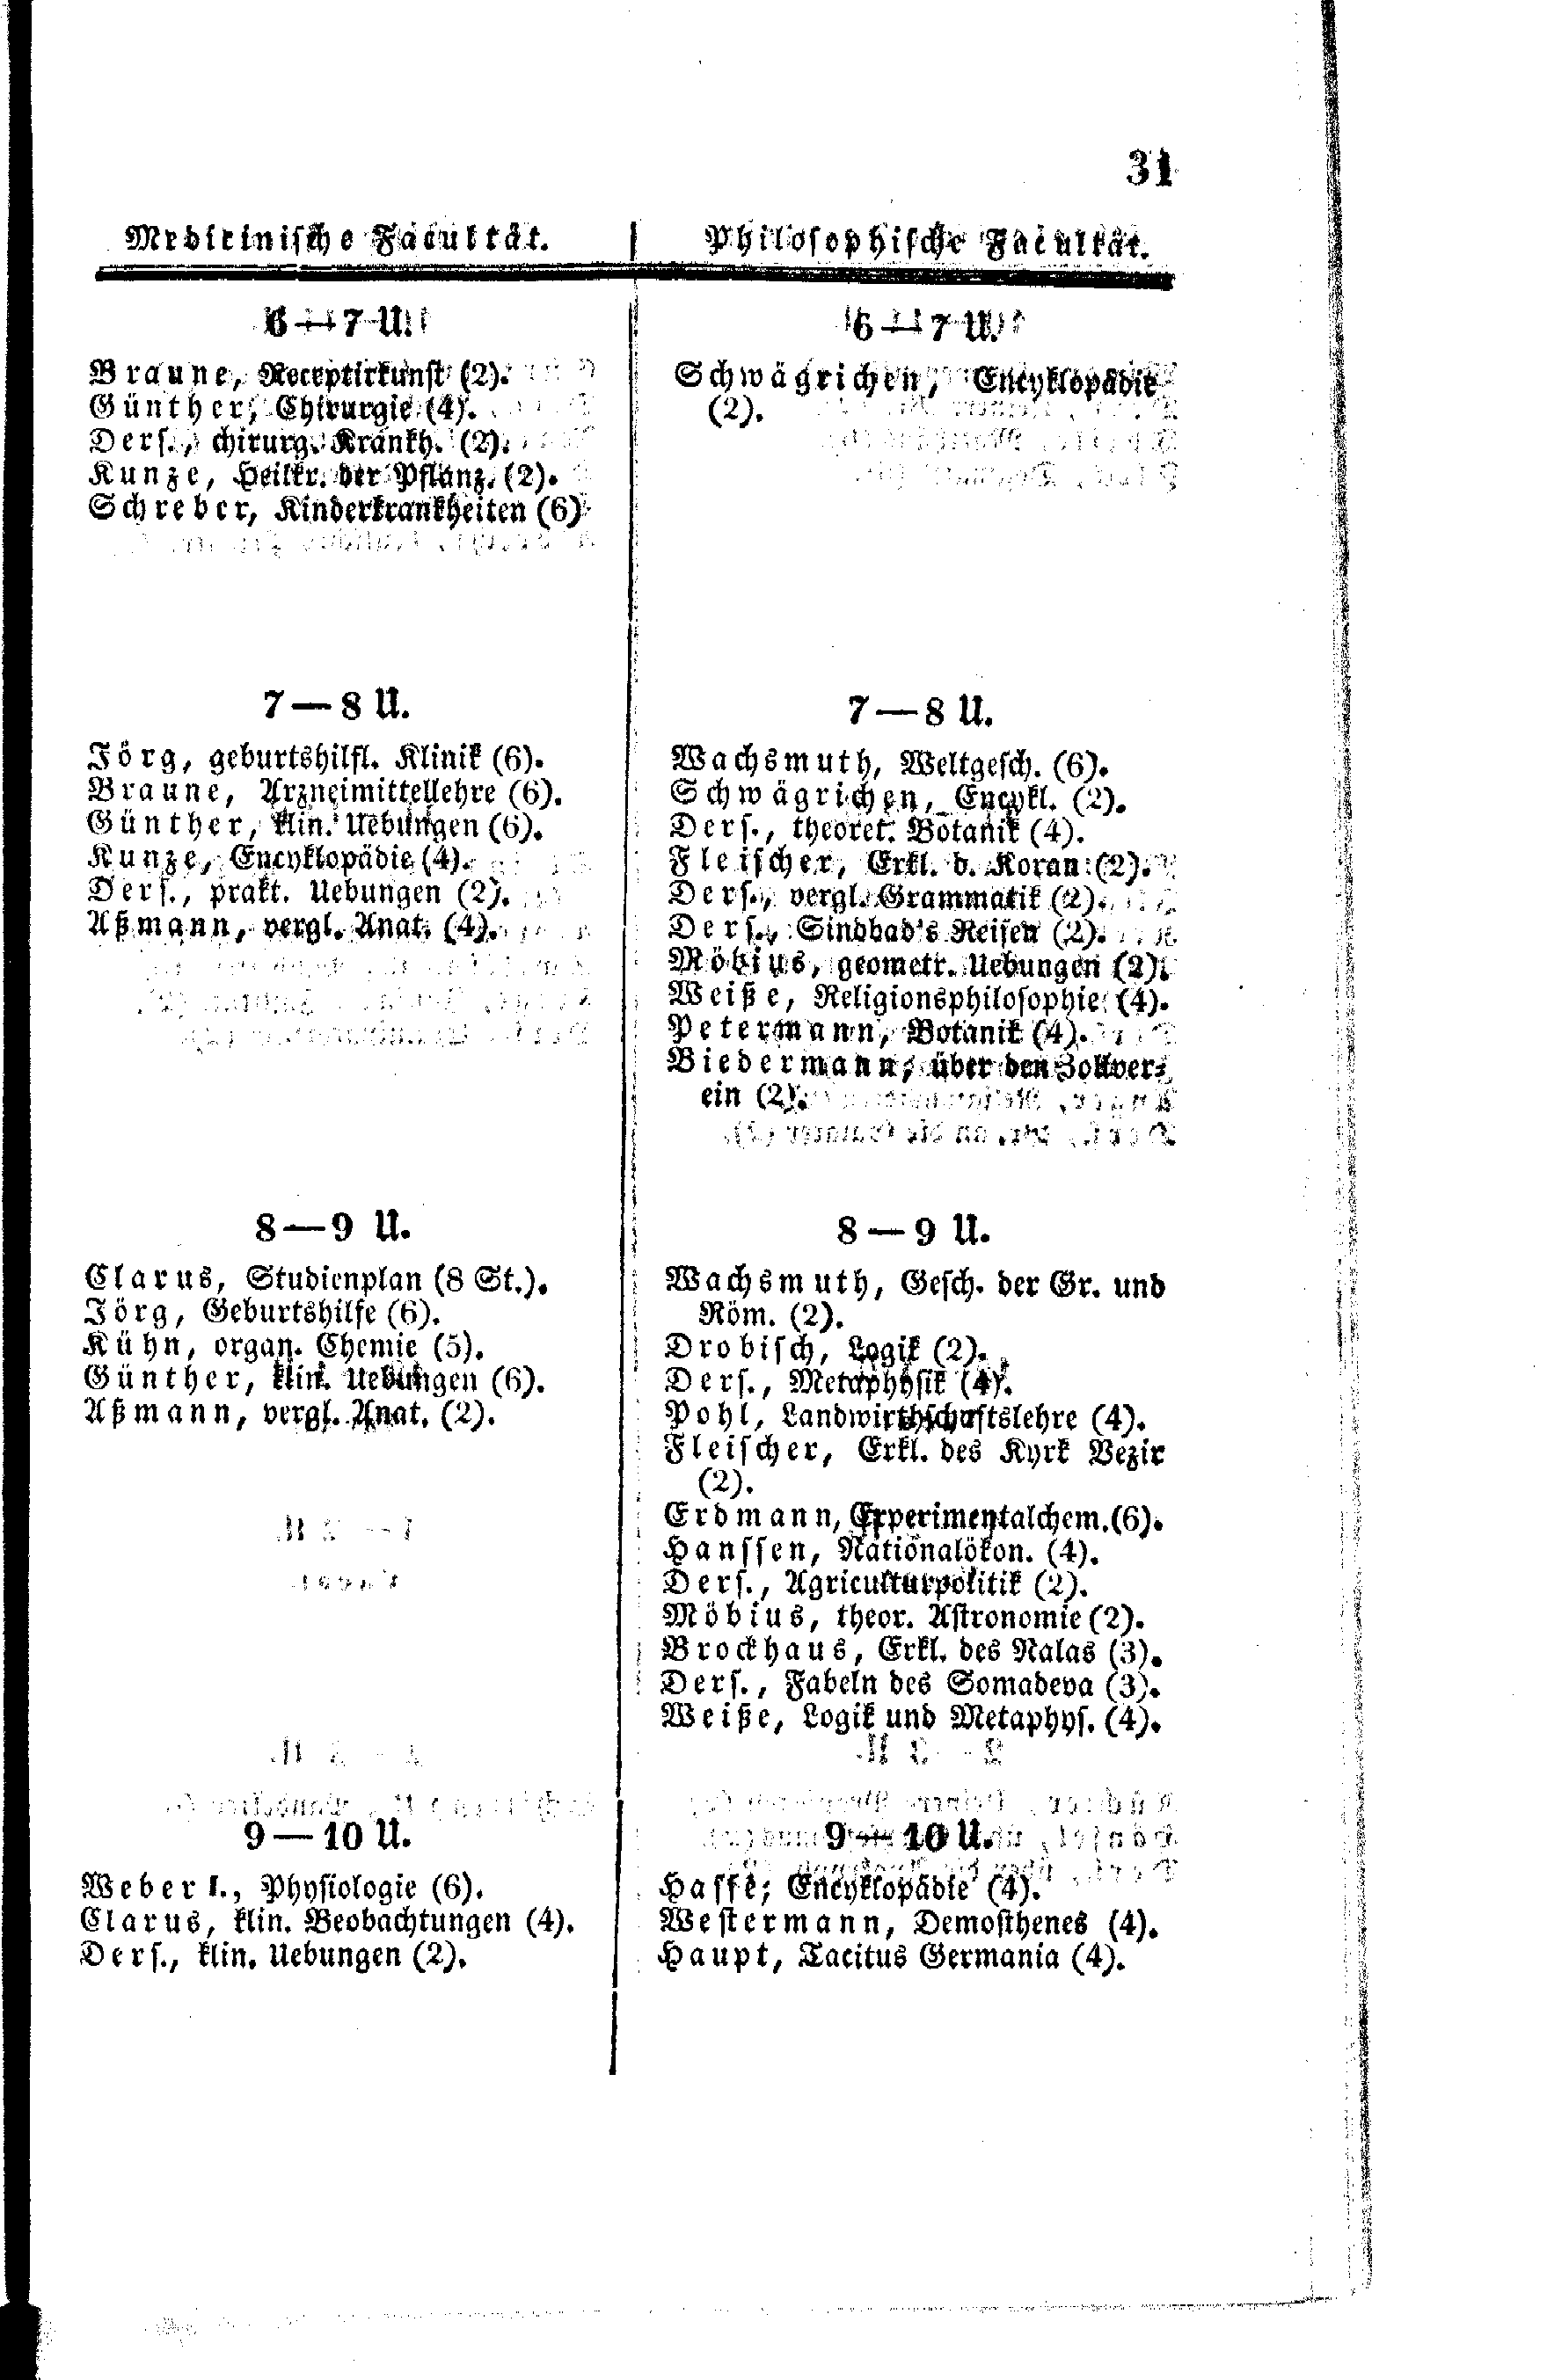 31
Medicinische Facultät.
6—7 U.
Braune, Receptirkunst (2).
Günther, Chirurgie (4).
Ders., chirurg. Krankh. (2).
Kunze, Heilkr. der Pflanz. (2).
Schreber, Kinderkrankheiten (6)
7—8 U.
Jörg, geburtshilfl. Klinik (6).
Braune, Arzneimittellehre (6).
Günther, klin. Uebungen (6).
Kunze, Encyklopädie (4).
Ders., prakt. Uebungen (2).
Aßmann, vergl. Anat. (4).
8—9 U.
Clarus, Studienplan (8 St.).
Jörg, Geburtshilfe (6).
Kühn, organ. Chemie (5).
Günther, klin. Uebungen (6).
Aßmann, vergl. Anat. (2).
9—10 U.
Weber I., Physiologie (6).
Clarus, klin. Beobachtungen (4).
Ders., klin. Uebungen (2).
Philosophische Facultät.
6—7 U.
Schwägrichen, Encyklopädie
(2).
7—8 U.
Wachsmuth, Weltgesch. (6).
Schwägrichen, Encykl. (2).
Ders., theoret. Botanik (4).
Fleischer, Erkl. d. Koran (2).
Ders., vergl. Grammatik (2).
Ders., Sindbad's Reisen (2).
Möbius, geometr. Uebungen (2).
Weiße, Religionsphilosophie (4).
Petermann, Botanik (4).
Biedermann, über den Zollver-
ein (2).
8—9 U.
Wachsmuth, Gesch. der Gr. und
Röm. (2).
Drobisch, Logik (2).
Ders., Metaphysik (4).
Pohl, Landwirthschaftslehre (4).
Fleischer, Erkl. des Kyrk Vezir
(2).
Erdmann, Experimentalchem. (6).
Hanssen, Nationalökon. (4).
Ders., Agriculturpolitik (2).
Möbius, theor. Astronomie (2).
Brockhaus, Erkl. des Nalas (3).
Ders., Fabeln des Somadeva (3).
Weiße, Logik und Metaphys. (4).
9—10 U.
Hasse, Encyklopädie (4).
Westermann, Demosthenes (4).
Haupt, Tacitus Germania (4).